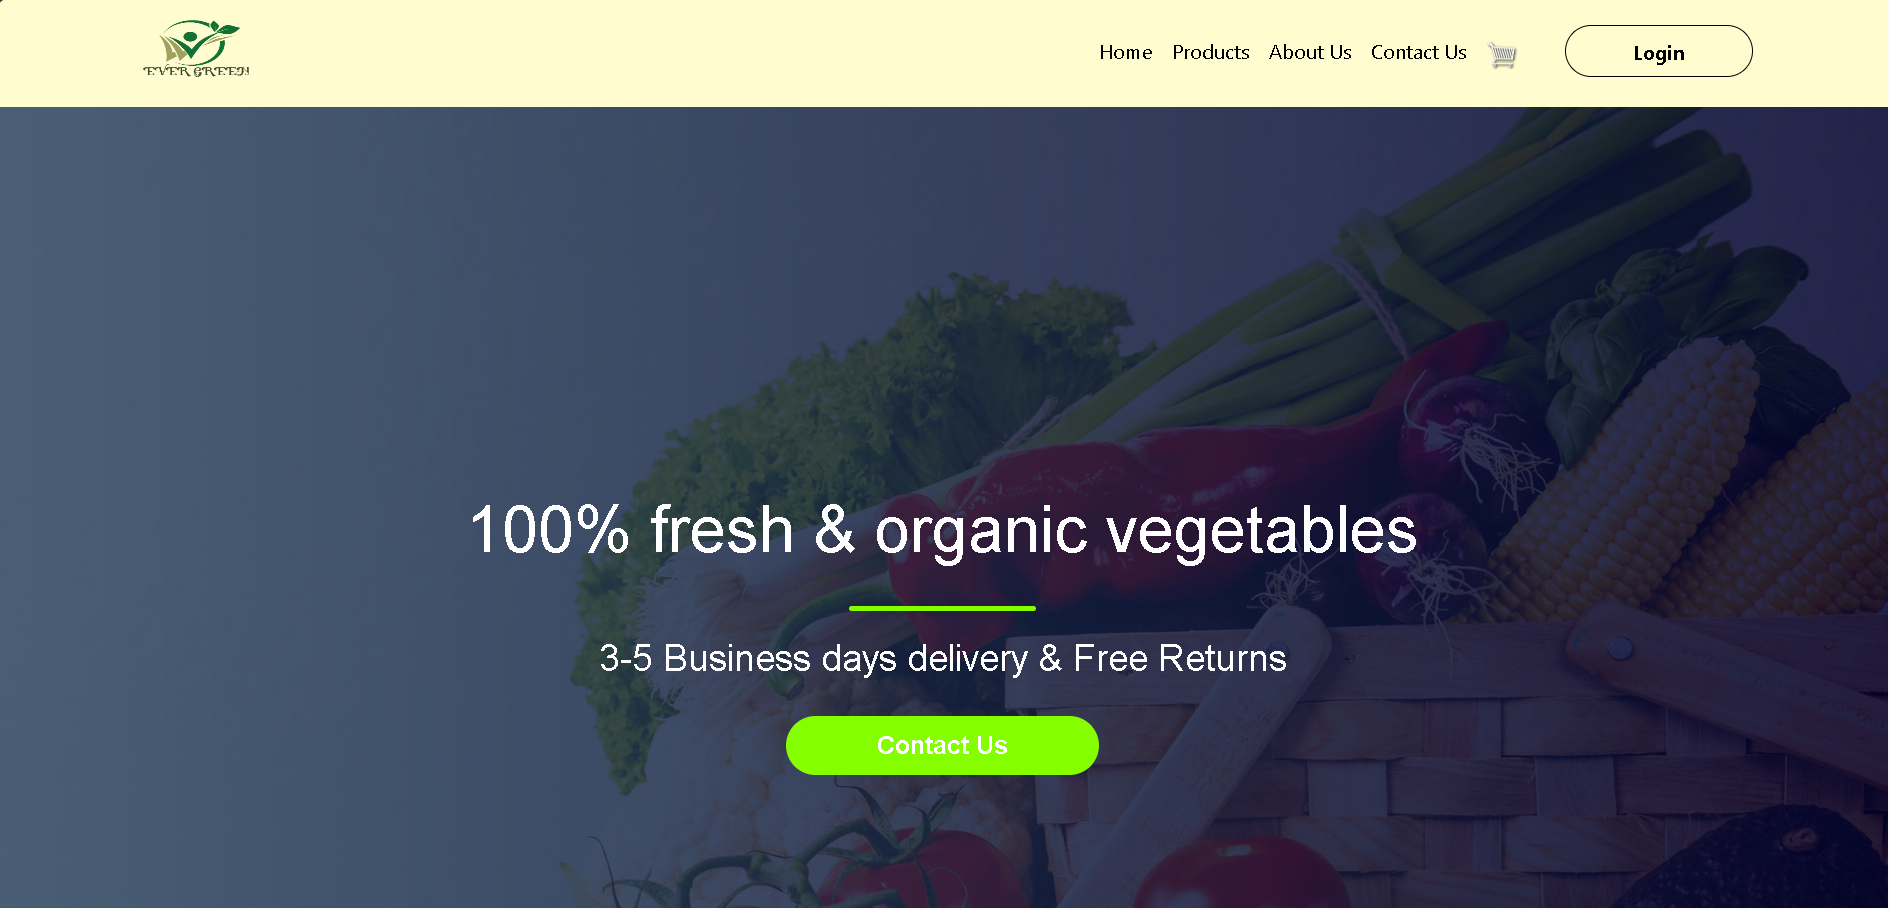 EVER GREEN
Home Products About Us Contact Us Login
100% fresh & organic vegetables
3-5 Business days delivery & Free Returns
Contact Us